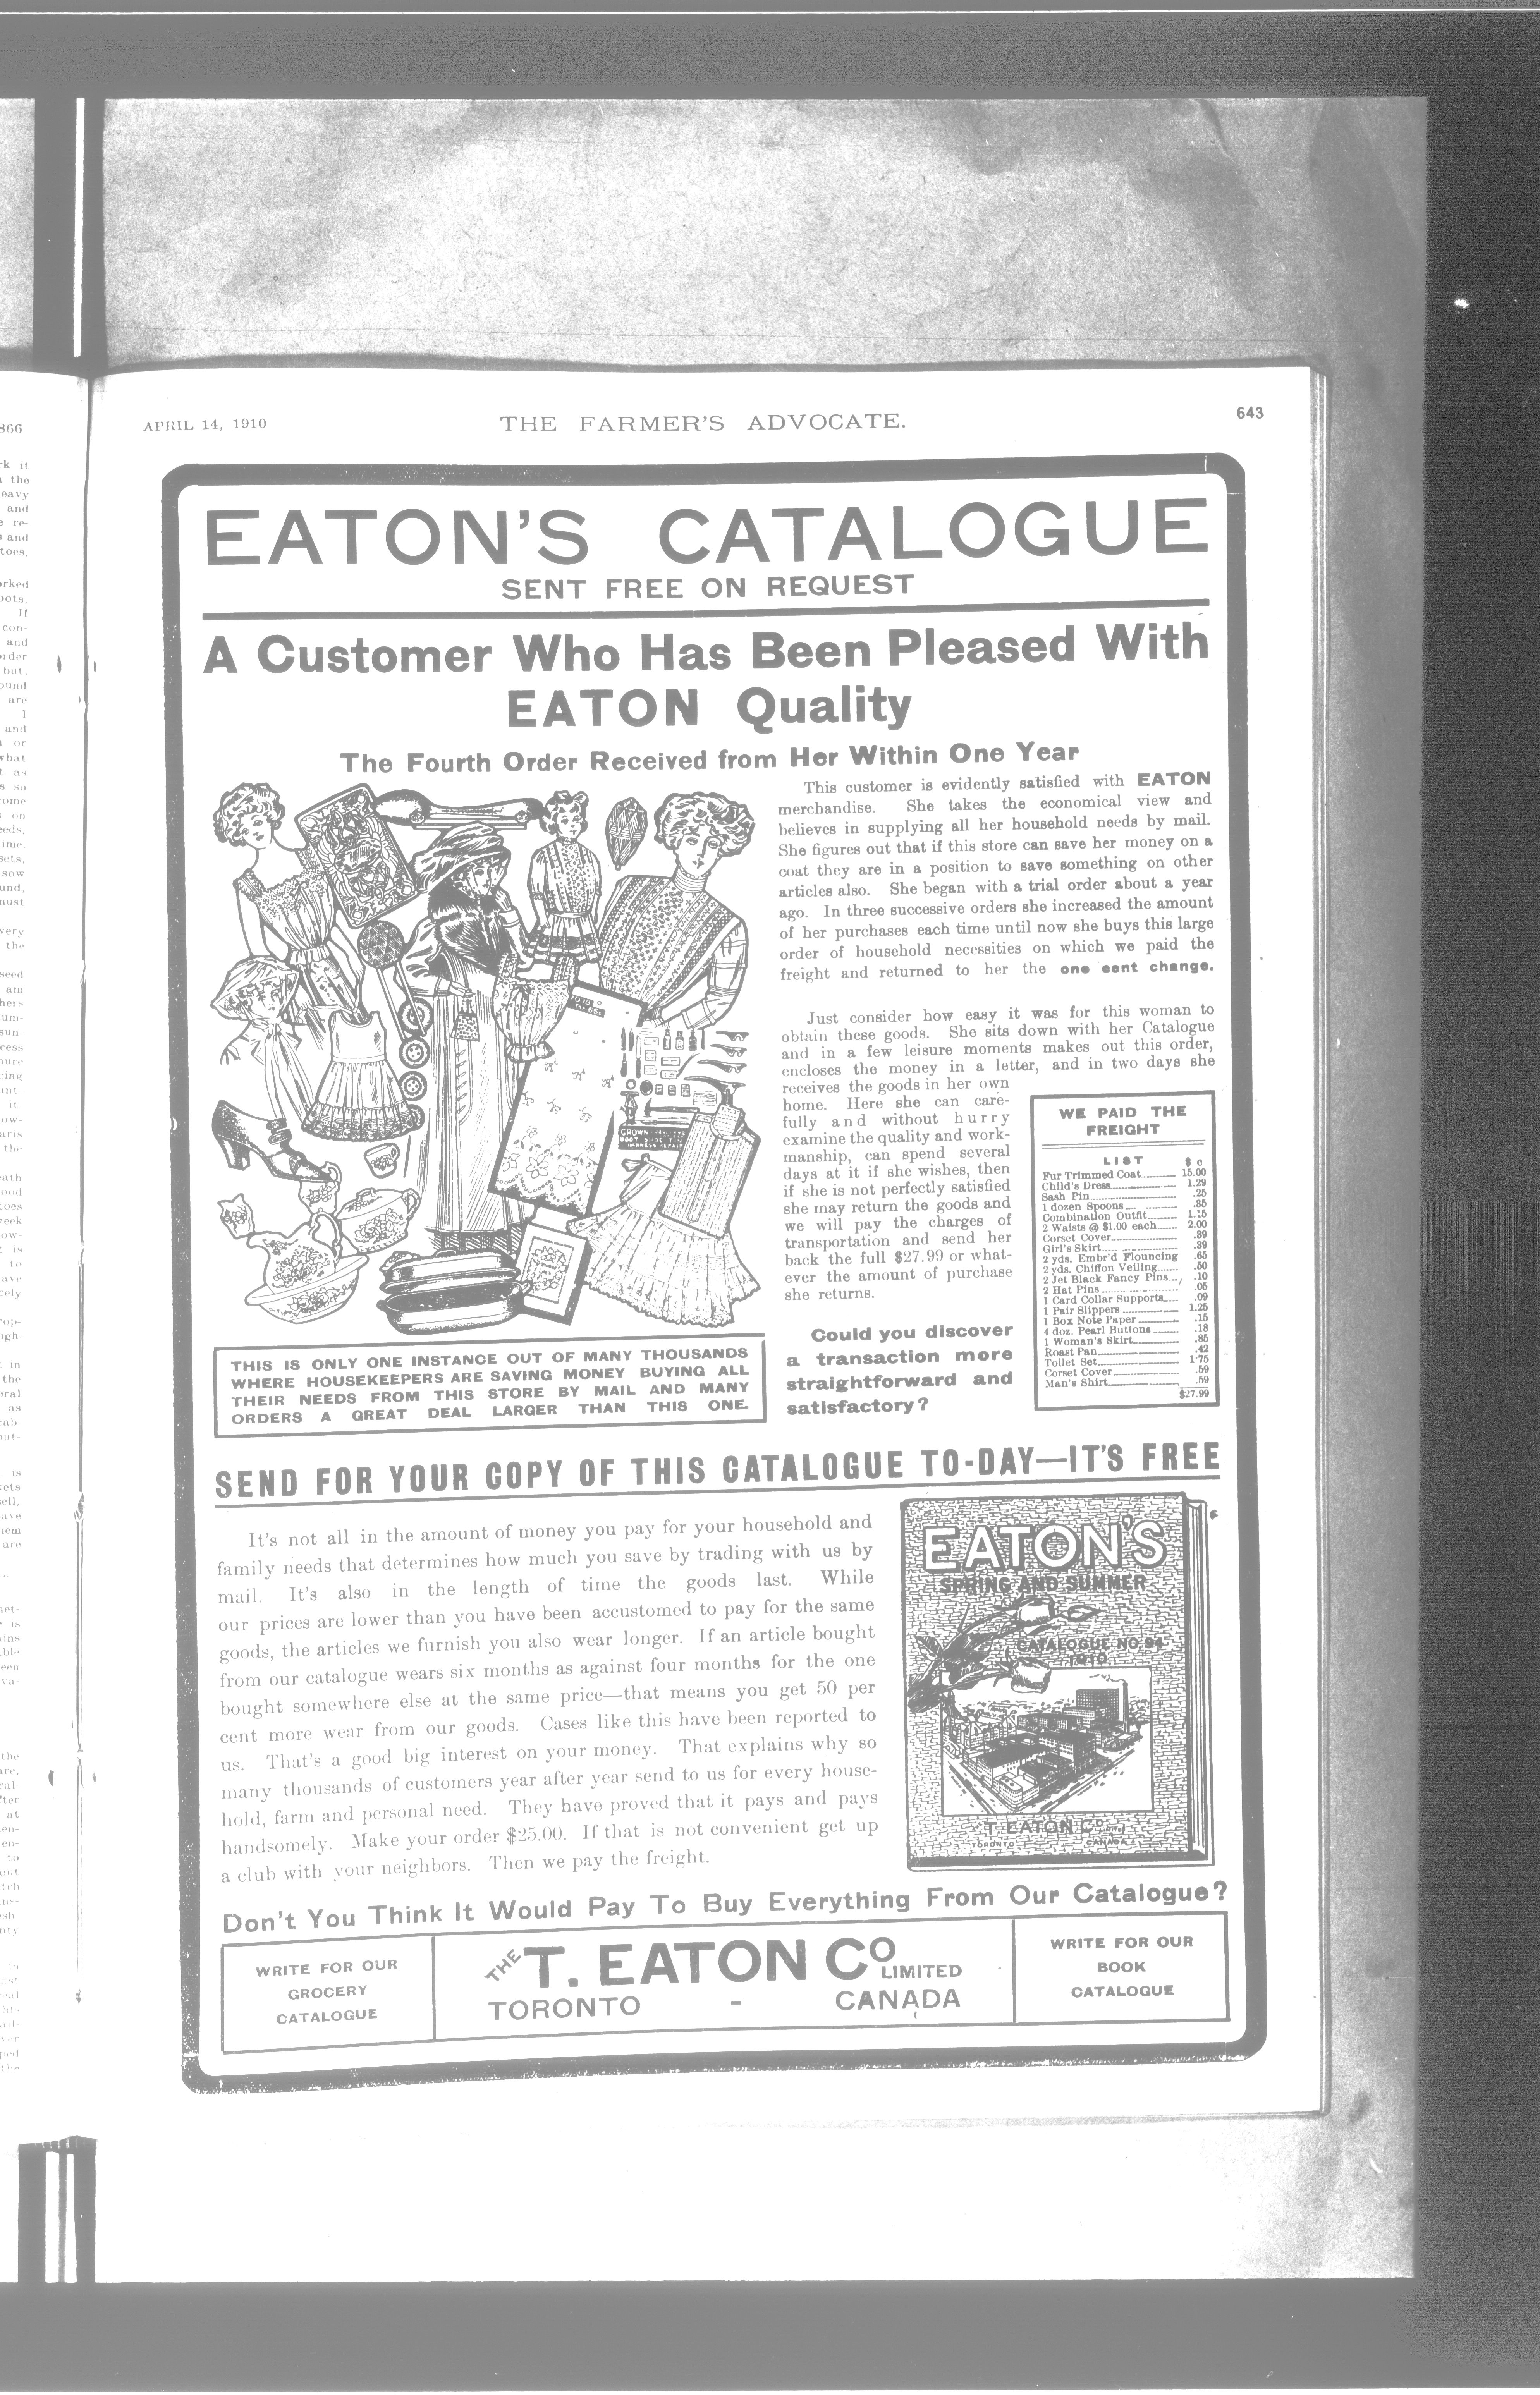 APRIL 14, 1910
THE FARMER'S ADVOCATE.
643
EATON'S CATALOGUE
SENT FREE ON REQUEST
A Customer Who Has Been Pleased With
EATON Quality
The Fourth Order Received from Her Within One Year
This customer is evidently satisfied with EATON
merchandise. She takes the economical view and
believes in supplying all her household needs by mail.
She figures out that if this store can save her money on a
coat they are in a position to save something on other
articles also. She began with a trial order about a year
ago. In three successive orders she increased the amount
of her purchases each time until now she buys this large
order of household necessities on which we paid the
freight and returned to her the one cent change.
Just consider how easy it was for this woman to
obtain these goods. She sits down with her Catalogue
and in a few leisure moments makes out this order,
encloses the money in a letter, and in two days she
receives the goods in her own
home. Here she can care-
fully and without hurry
examine the quality and work-
manship, can spend several
days at it if she wishes, then
if she is not perfectly satisfied
she may return the goods and
we will pay the charges of
transportation and send her
back the full $27.99 or what-
ever the amount of purchase
she returns.
Could you discover
a transaction more
straightforward and
satisfactory?
WE PAID THE
FREIGHT
LIST $ c
Fur Trimmed Coat 15.00
Child's Dress 1.29
Sash Pin .25
1 dozen Spoons .35
Combination Outfit
2 Waists @ $1.00 each 2.00
Corset Cover .39
Girl's Skirt .39
2 yds. Embr'd Flouncing .65
2 yds. Chiffon Veiling .50
2 Jet Black Fancy Pins .10
2 Hat Pins .05
1 Card Collar Supports .09
1 Pair Slippers 1.25
1 Box Note Paper .15
4 doz. Pearl Buttons .18
1 Woman's Skirt .85
Roast Pan .42
Toilet Set 1.75
Corset Cover .59
Man's Shirt .59
$27.99
THIS IS ONLY ONE INSTANCE OUT OF MANY THOUSANDS
WHERE HOUSEKEEPERS ARE SAVING MONEY BUYING ALL
THEIR NEEDS FROM THIS STORE BY MAIL AND MANY
ORDERS A GREAT DEAL LARGER THAN THIS ONE.
SEND FOR YOUR COPY OF THIS CATALOGUE TO-DAY—IT'S FREE
It's not all in the amount of money you pay for your household and
family needs that determines how much you save by trading with us by
mail. It's also in the length of time the goods last. While
our prices are lower than you have been accustomed to pay for the same
goods, the articles we furnish you also wear longer. If an article bought
from our catalogue wears six months as against four months for the one
bought somewhere else at the same price—that means you get 50 per
cent more wear from our goods. Cases like this have been reported to
us. That's a good big interest on your money. That explains why so
many thousands of customers year after year send to us for every house-
hold, farm and personal need. They have proved that it pays and pays
handsomely. Make your order $25.00. If that is not convenient get up
a club with your neighbors. Then we pay the freight.
EATON'S
SPRING AND SUMMER
CATALOGUE NO. 94
1910
T. EATON CO. LIMITED
TORONTO CANADA
Don't You Think It Would Pay To Buy Everything From Our Catalogue?
WRITE FOR OUR
GROCERY
CATALOGUE
THE T. EATON CO LIMITED
TORONTO - CANADA
WRITE FOR OUR
BOOK
CATALOGUE